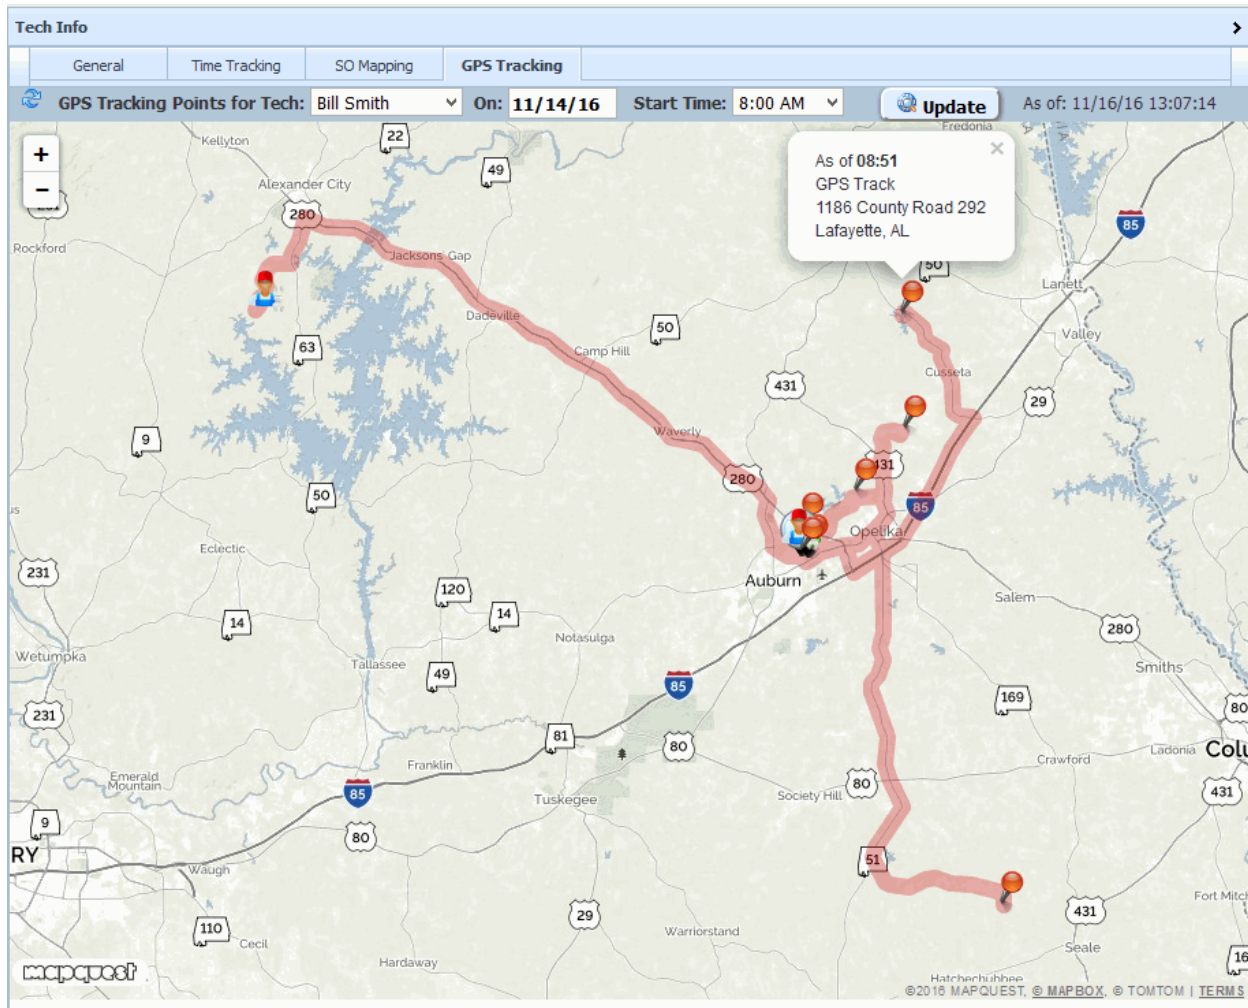 Tech Info
General
Time Tracking
SO Mapping
GPS Tracking
GPS Tracking Points for Tech: Bill Smith On: 11/14/16 Start Time: 8:00 AM Update As of: 11/16/16 13:07:14
Fredonia
+
−
Kellyton
22
49
As of 08:51
GPS Track
1186 County Road 292
Lafayette, AL
×
Alexander City
280
85
Rockford
Jacksons Gap
50
Lanett
Dadeville
50
63
Camp Hill
Valley
Cusseta
431
29
9
Waverly
431
280
50
85
Opelika
Eclectic
231
Auburn
120
14
Salem
14
Notasulga
280
Wetumpka
Tallassee
49
Smiths
85
169
231
80
81
80
Ladonia
Colu
Franklin
Crawford
Emerald
Mountain
85
80
431
Society Hill
Tuskegee
9
80
RY
51
Waugh
Fort Mitc
29
431
110
Cecil
Warriorstand
Seale
Hardaway
16
mapquest
Hatchechubbee
©2016 MAPQUEST, © MAPBOX, © TOMTOM | TERMS